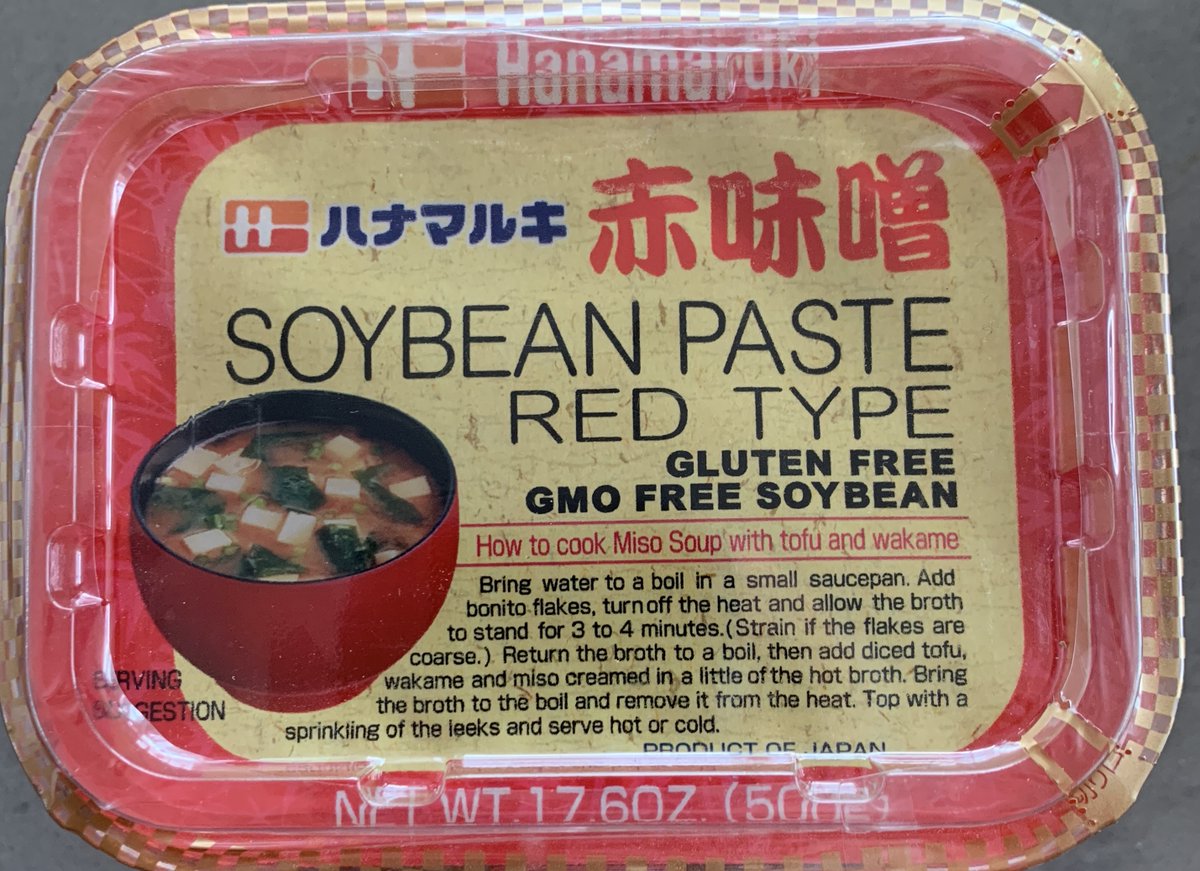 Hanamaruki
ハナマルキ 赤味噌
SOYBEAN PASTE
RED TYPE
GLUTEN FREE
GMO FREE SOYBEAN
How to cook Miso Soup with tofu and wakame
Bring water to a boil in a small saucepan. Add
bonito flakes, turn off the heat and allow the broth
to stand for 3 to 4 minutes.(Strain if the flakes are
coarse.) Return the broth to a boil, then add diced tofu,
wakame and miso creamed in a little of the hot broth. Bring
the broth to the boil and remove it from the heat. Top with a
sprinkling of the leeks and serve hot or cold.
SERVING
SUGGESTION
PRODUCT OF JAPAN
NET WT.17.6OZ. (500g)